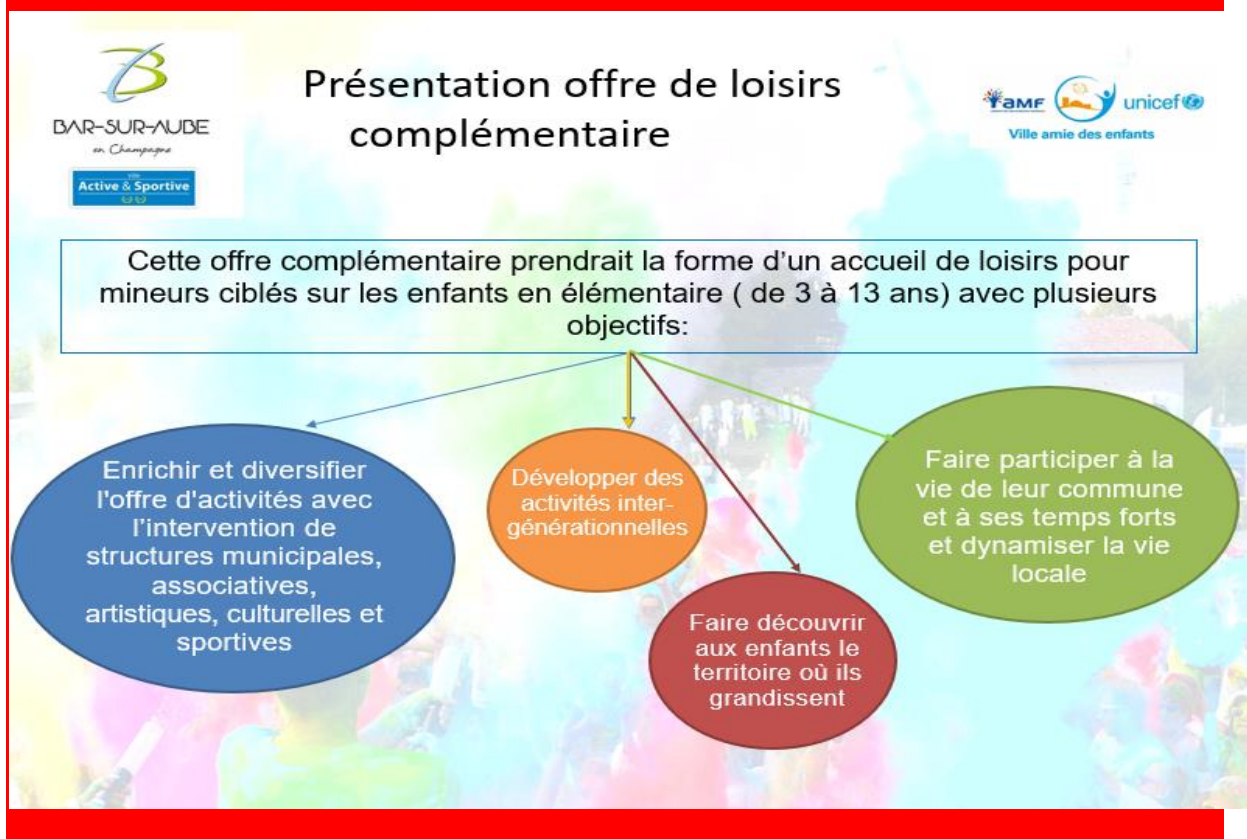 BAR-SUR-AUBE
en Champagne
Ville
Active & Sportive
Présentation offre de loisirs
complémentaire
AMF
unicef
Ville amie des enfants
Cette offre complémentaire prendrait la forme d'un accueil de loisirs pour
mineurs ciblés sur les enfants en élémentaire ( de 3 à 13 ans) avec plusieurs
objectifs:
Enrichir et diversifier
l'offre d'activités avec
l'intervention de
structures municipales,
associatives,
artistiques, culturelles et
sportives
Développer des
activités inter-
générationnelles
Faire découvrir
aux enfants le
territoire où ils
grandissent
Faire participer à la
vie de leur commune
et à ses temps forts
et dynamiser la vie
locale